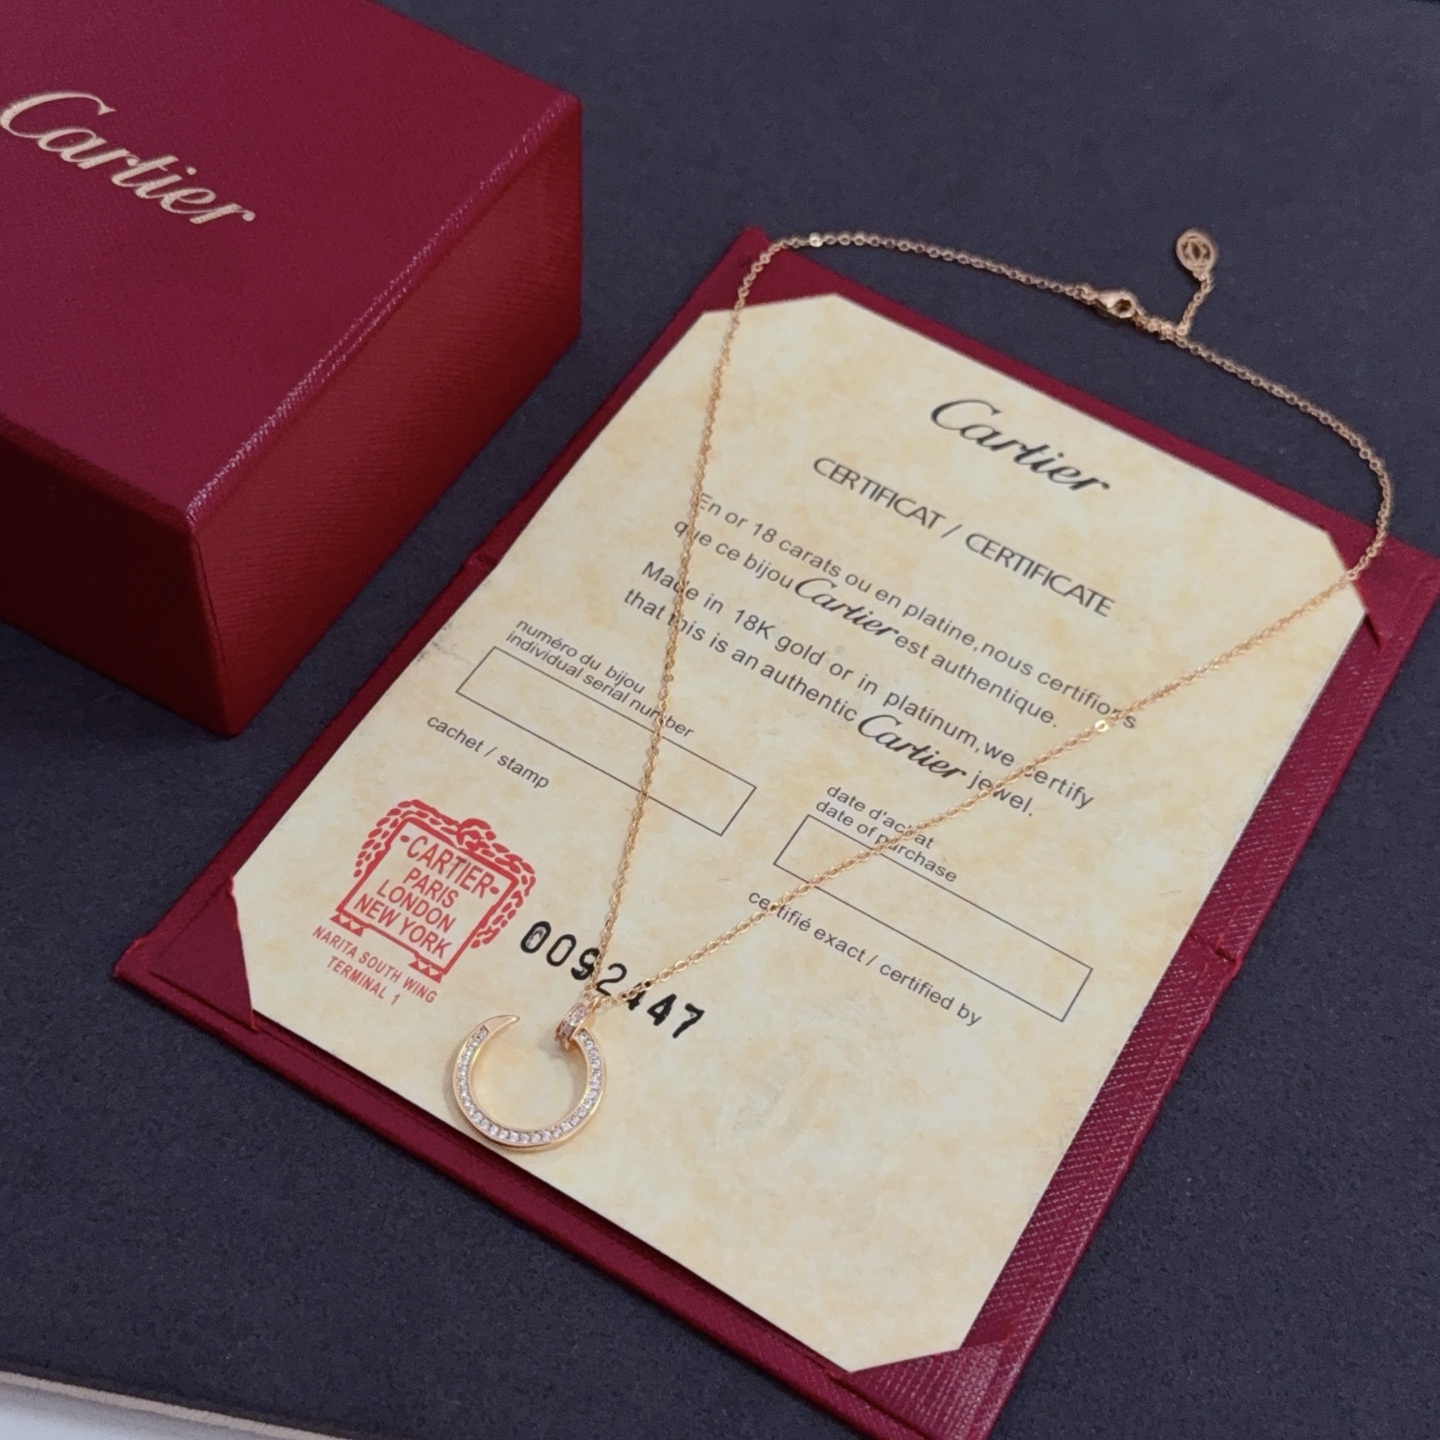 Cartier
Cartier
CERTIFICAT / CERTIFICATE
En or 18 carats ou en platine,nous certifions
que ce bijou Cartier est authentique.
Made in 18K gold or in platinum,we certify
that this is an authentic Cartier jewel.
numéro du bijou
individual serial number
date d'achat
date of purchase
cachet / stamp
certifié exact / certified by
·CARTIER·
PARIS
LONDON
NEW YORK
NARITA SOUTH WING
TERMINAL 1
0092447